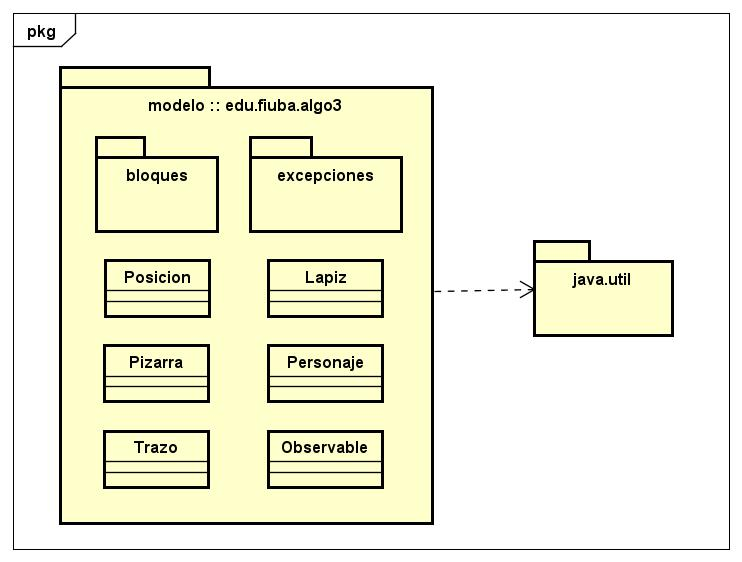 pkg
modelo :: edu.fiuba.algo3
bloques
excepciones
Posicion
Lapiz
java.util
Pizarra
Personaje
Trazo
Observable